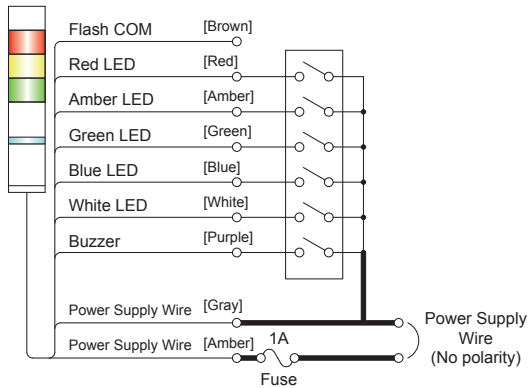 Flash COM [Brown]
Red LED [Red]
Amber LED [Amber]
Green LED [Green]
Blue LED [Blue]
White LED [White]
Buzzer [Purple]
Power Supply Wire [Gray]
Power Supply Wire [Amber]
1A
Fuse
Power Supply
Wire
(No polarity)